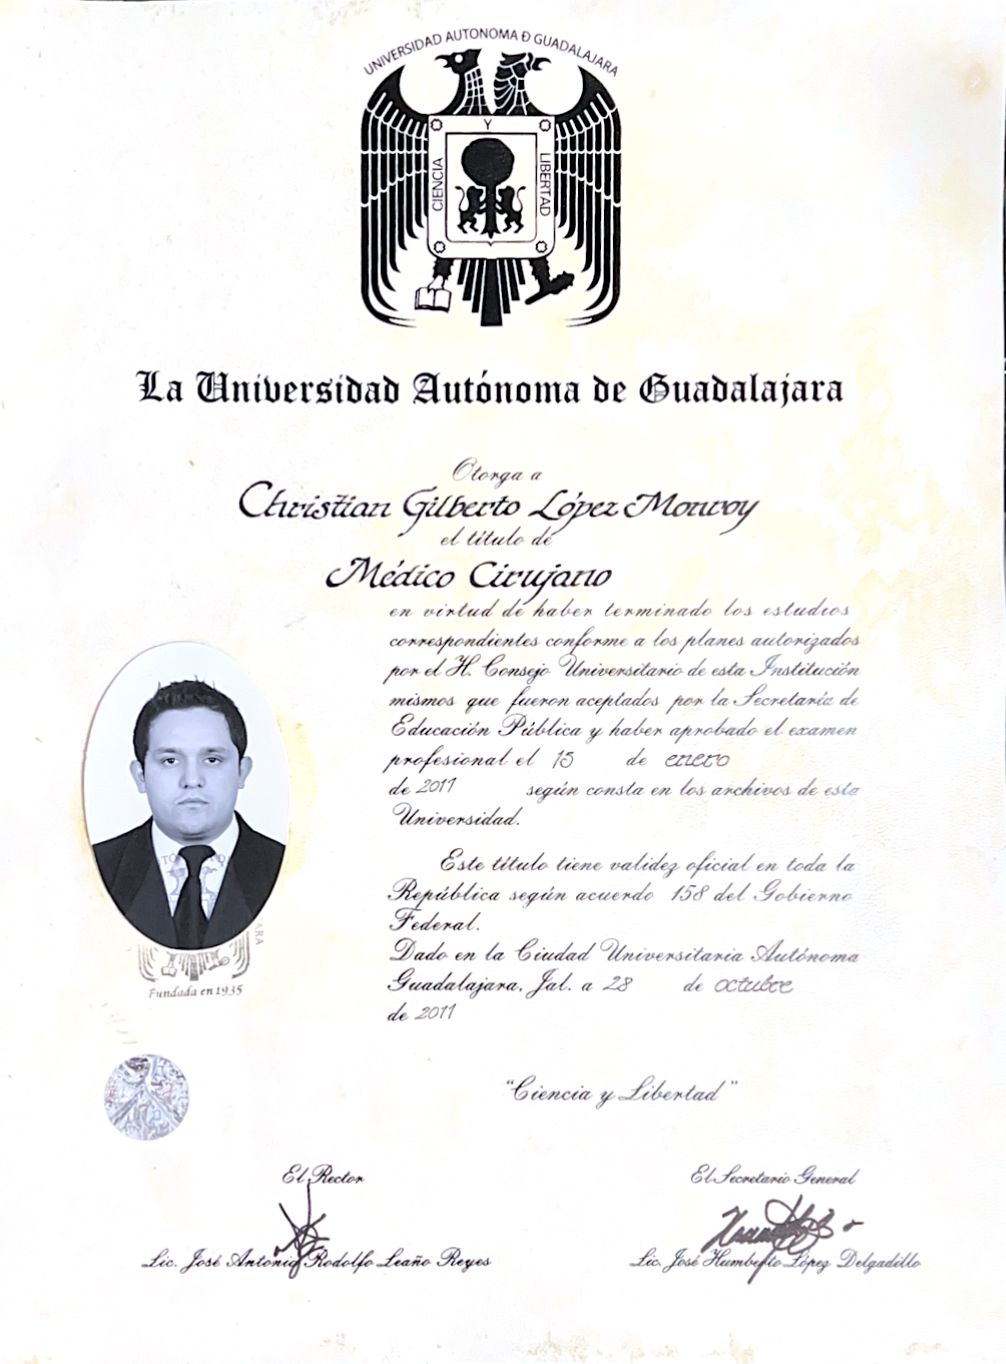 UNIVERSIDAD AUTONOMA Ð GUADALAJARA
Y
CIENCIA
LIBERTAD
La Universidad Autónoma de Guadalajara
Otorga a
Christian Gilberto López Monroy
el título de
Médico Cirujano
en virtud de haber terminado los estudios
correspondientes conforme a los planes autorizados
por el H. Consejo Universitario de esta Institución
mismos que fueron aceptados por la Secretaría de
Educación Pública y haber aprobado el examen
profesional el 15 de enero
de 2011 según consta en los archivos de esta
Universidad.
Este título tiene validez oficial en toda la
República según acuerdo 158 del Gobierno
Federal.
Dado en la Ciudad Universitaria Autónoma
Guadalajara, Jal. a 28 de octubre
de 2011
Fundada en 1935
"Ciencia y Libertad"
El Rector
El Secretario General
Lic. José Antonio Rodolfo Leaño Reyes
Lic. José Humberto López Delgadillo